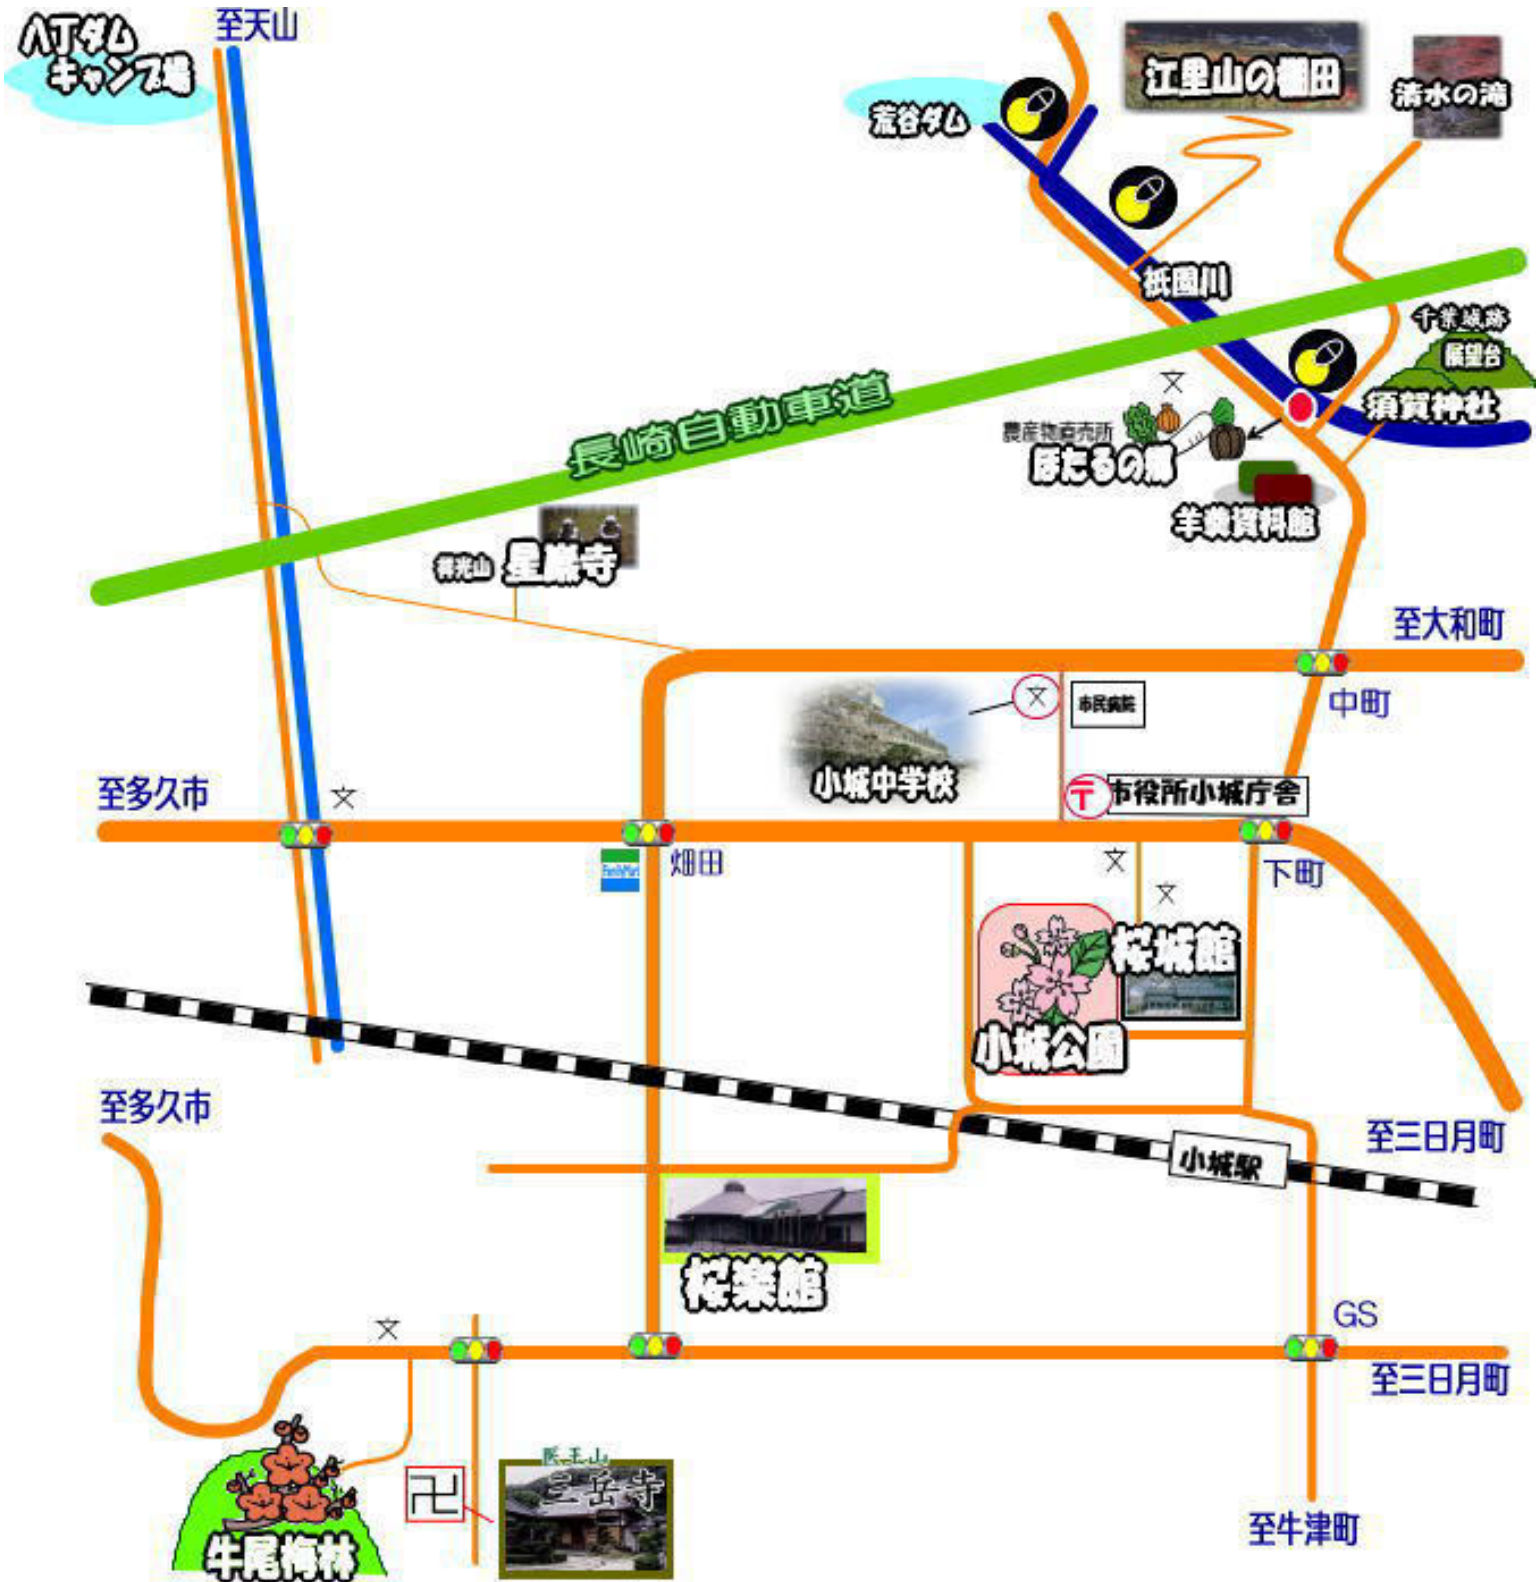 八丁ダム
キャンプ場
至天山
荒谷ダム
江里山の棚田
清水の滝
祇園川
千葉城跡
展望台
須賀神社
長崎自動車道
農産物直売所
ほたるの郷
羊羹資料館
祥光山 星巌寺
至大和町
中町
市民病院
小城中学校
至多久市
市役所小城庁舎
FamilyMart
畑田
下町
桜城館
小城公園
至多久市
至三日月町
小城駅
桜楽館
GS
至三日月町
医王山
三岳寺
牛尾梅林
至牛津町